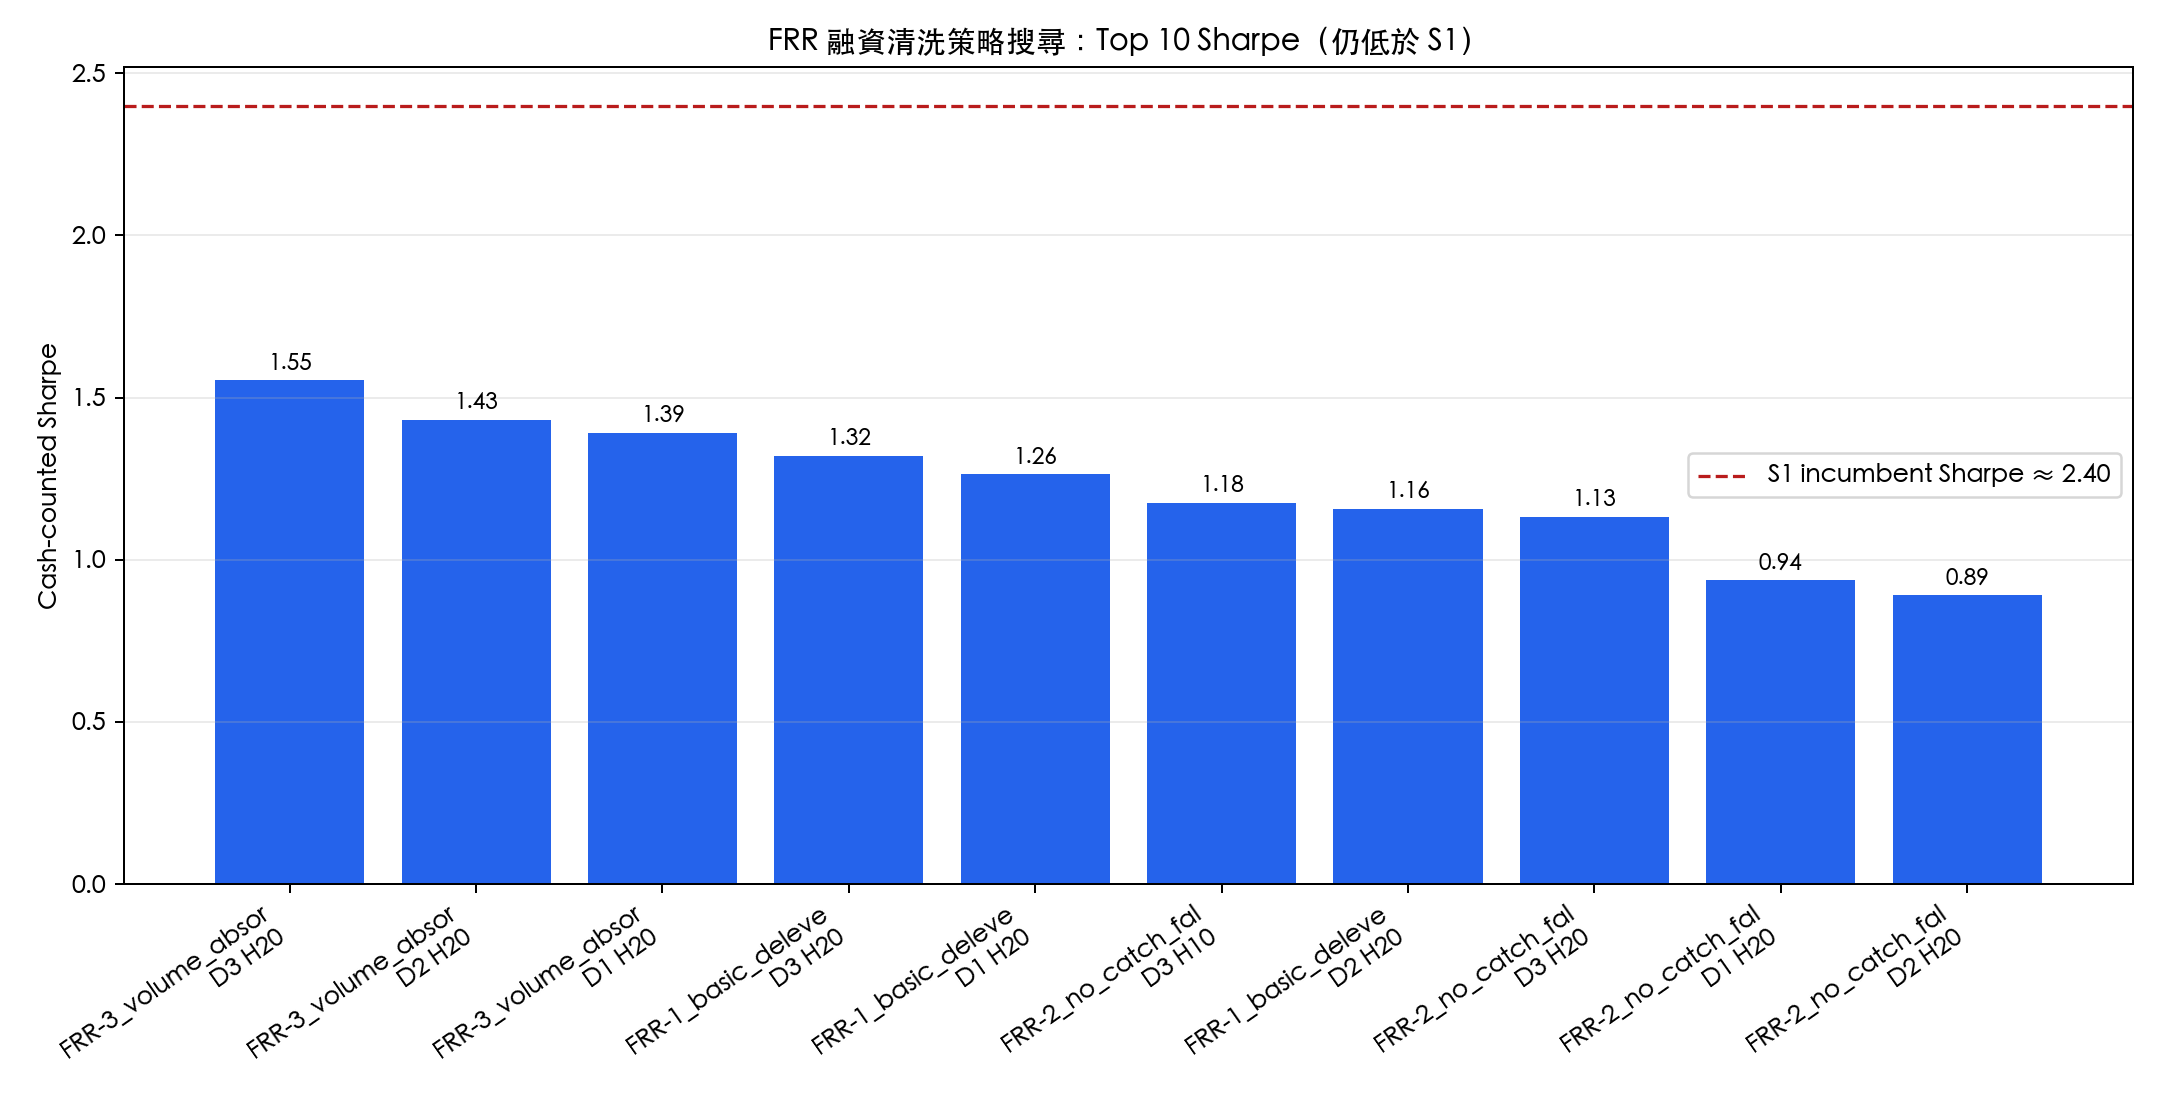 FRR 融資清洗策略搜尋：Top 10 Sharpe（仍低於 S1）
Cash-counted Sharpe
2.5
2.0
1.5
1.0
0.5
0.0
1.55
1.43
1.39
1.32
1.26
1.18
1.16
1.13
0.94
0.89
S1 incumbent Sharpe ≈ 2.40
FRR-3_volume_absor
D3 H20
FRR-3_volume_absor
D2 H20
FRR-3_volume_absor
D1 H20
FRR-1_basic_deleve
D3 H20
FRR-1_basic_deleve
D1 H20
FRR-2_no_catch_fal
D3 H10
FRR-1_basic_deleve
D2 H20
FRR-2_no_catch_fal
D3 H20
FRR-2_no_catch_fal
D1 H20
FRR-2_no_catch_fal
D2 H20